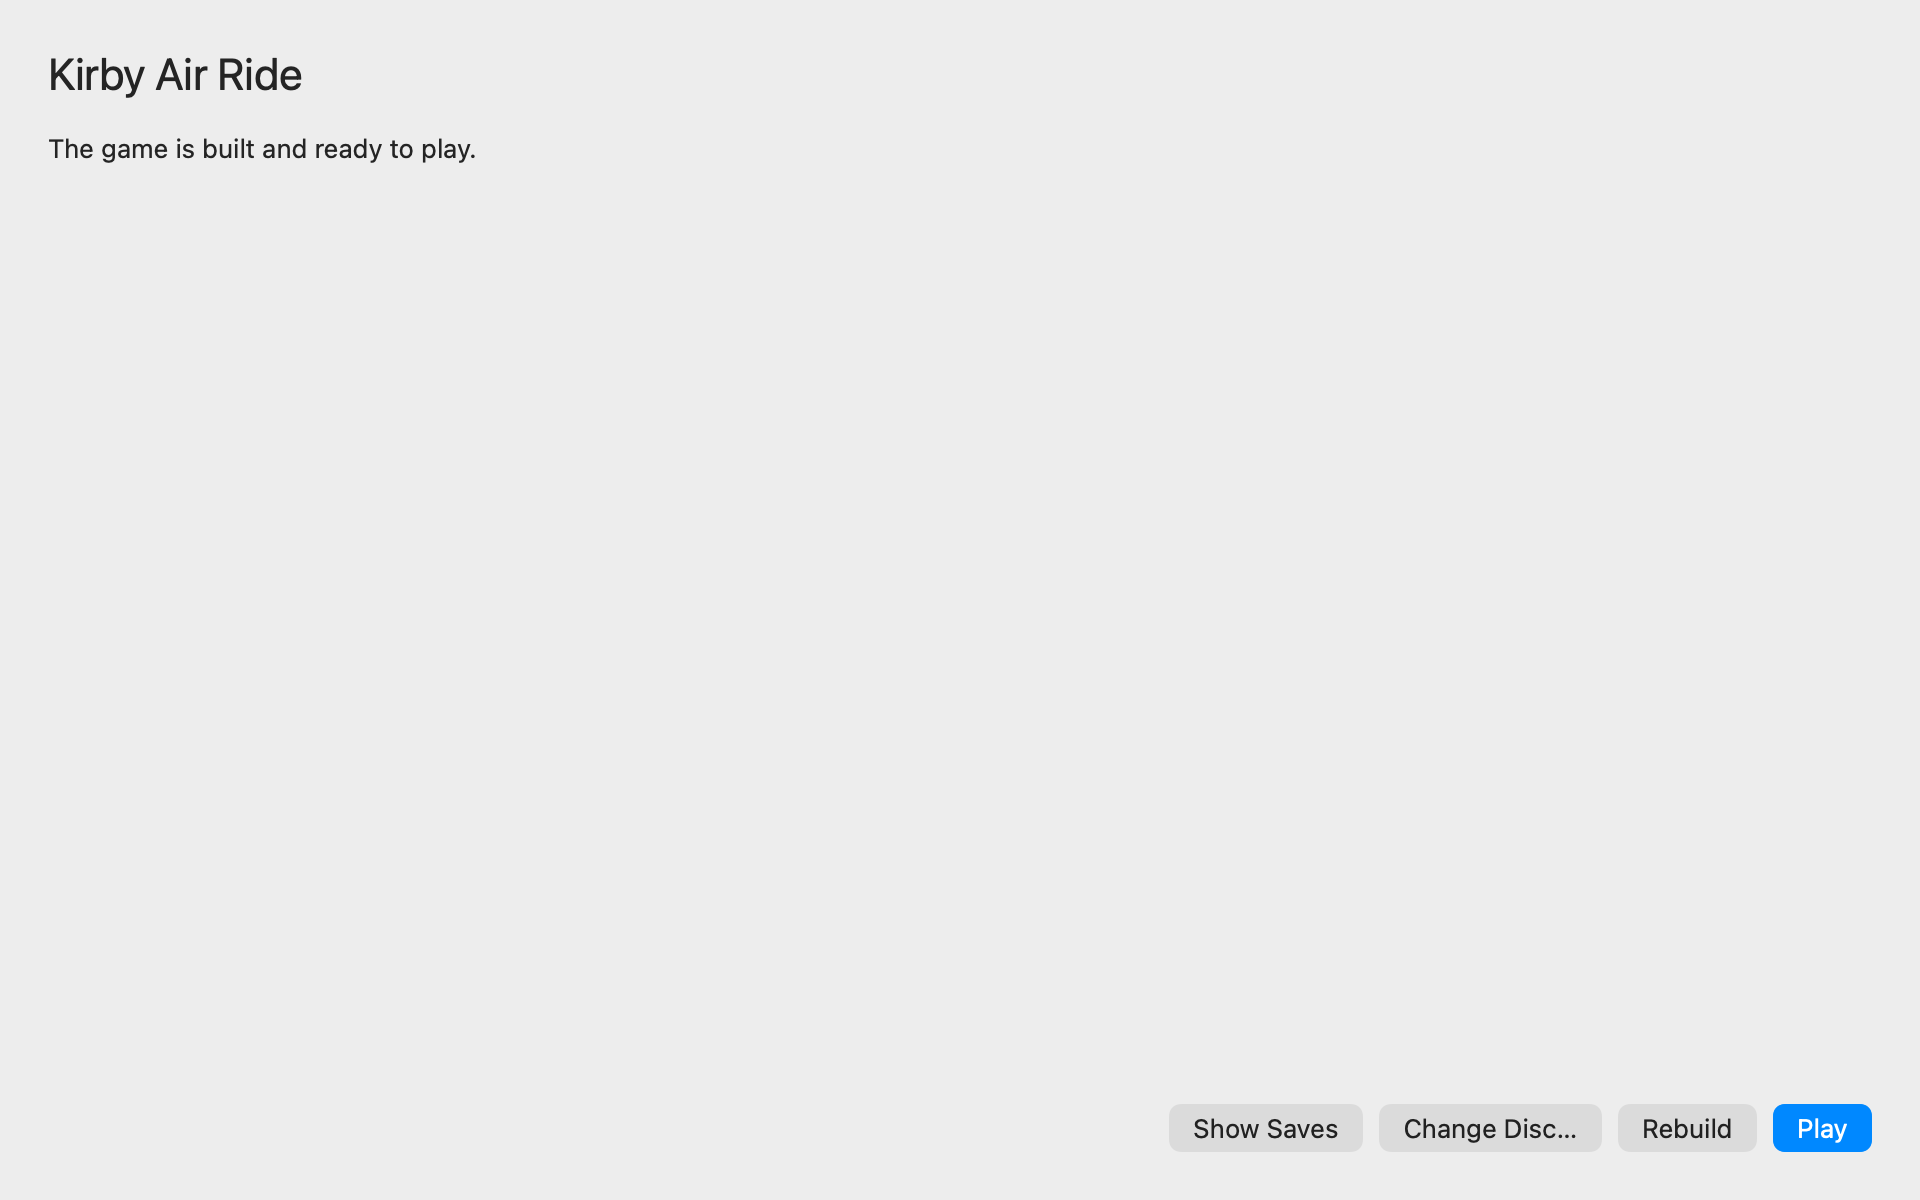 Kirby Air Ride
The game is built and ready to play.
Show Saves
Change Disc...
Rebuild
Play